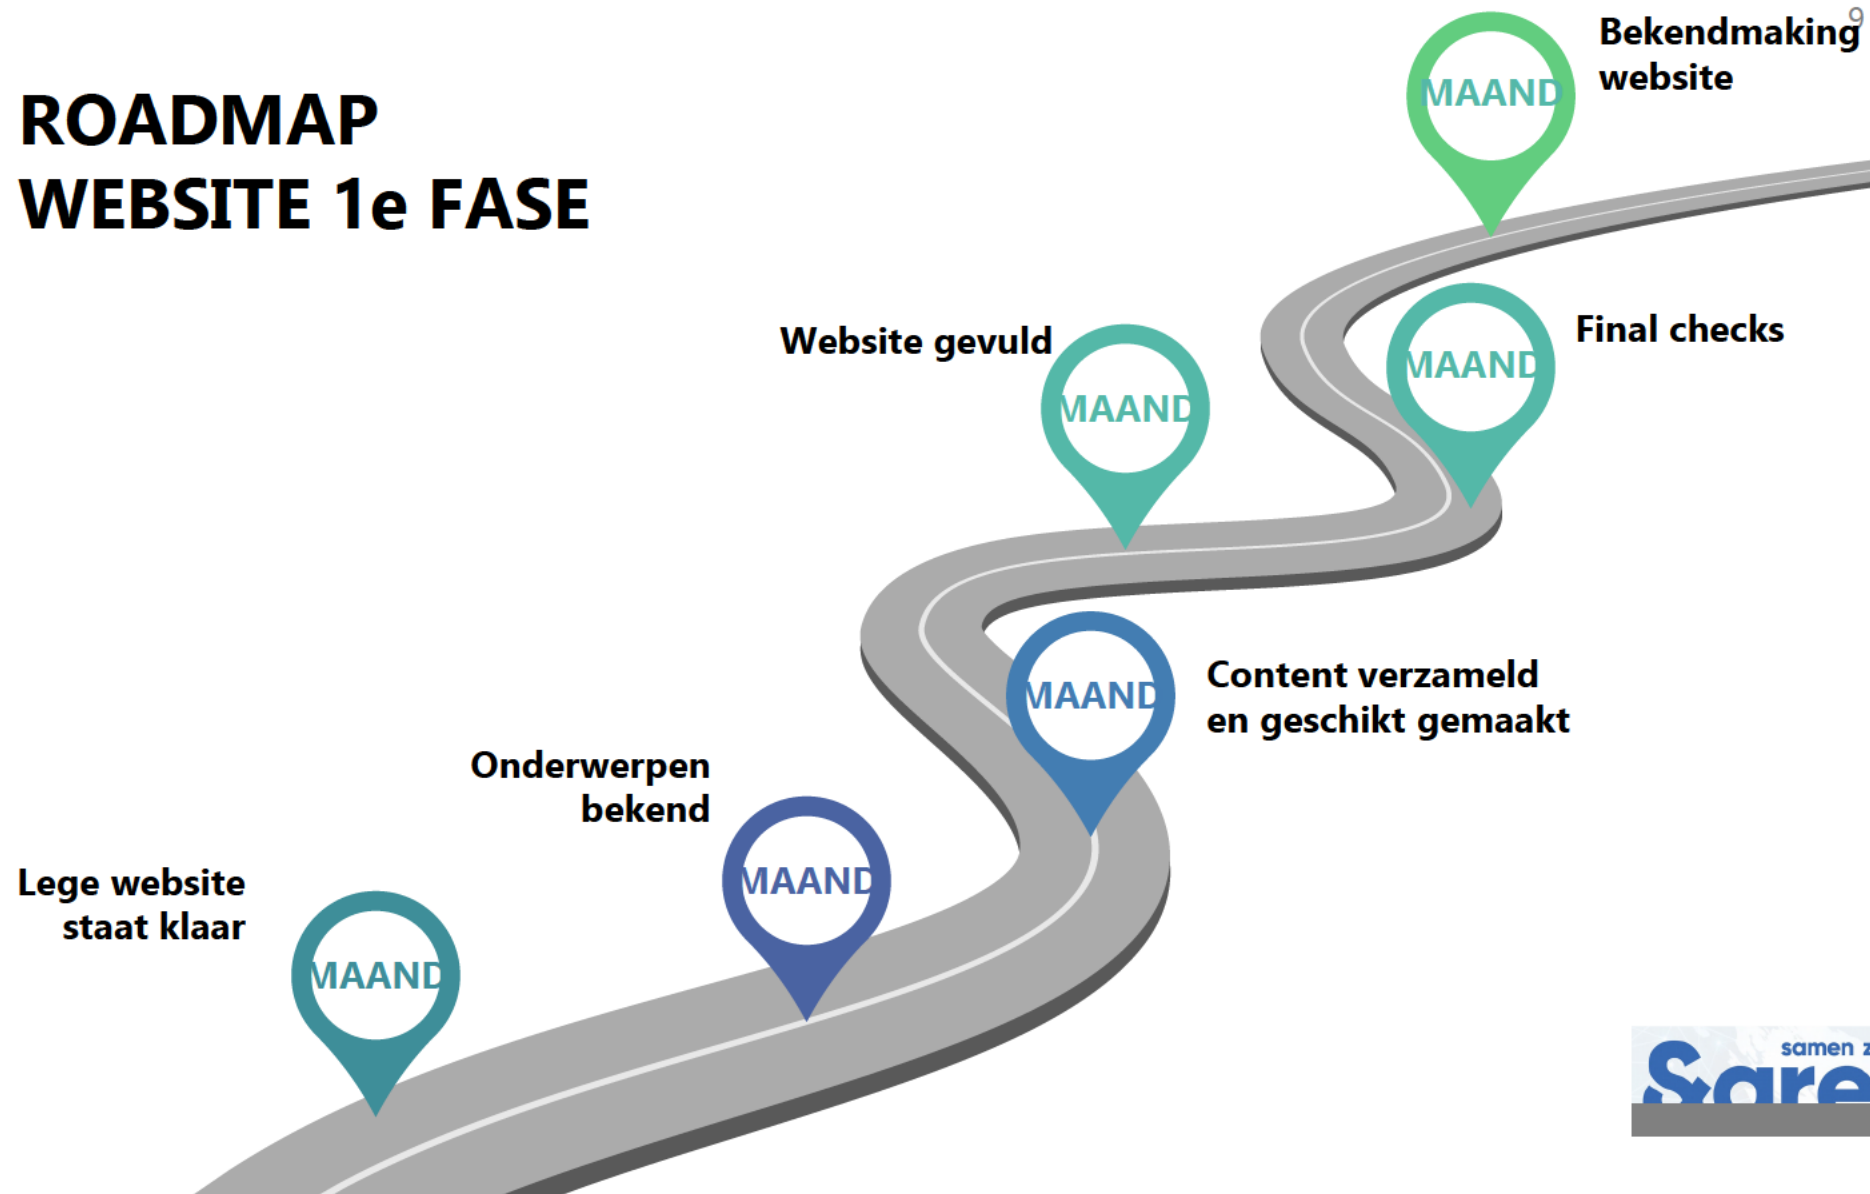 9
ROADMAP
WEBSITE 1e FASE
Bekendmaking
website
MAAND
Final checks
MAAND
Website gevuld
MAAND
Content verzameld
en geschikt gemaakt
MAAND
Onderwerpen
bekend
MAAND
Lege website
staat klaar
MAAND
samen